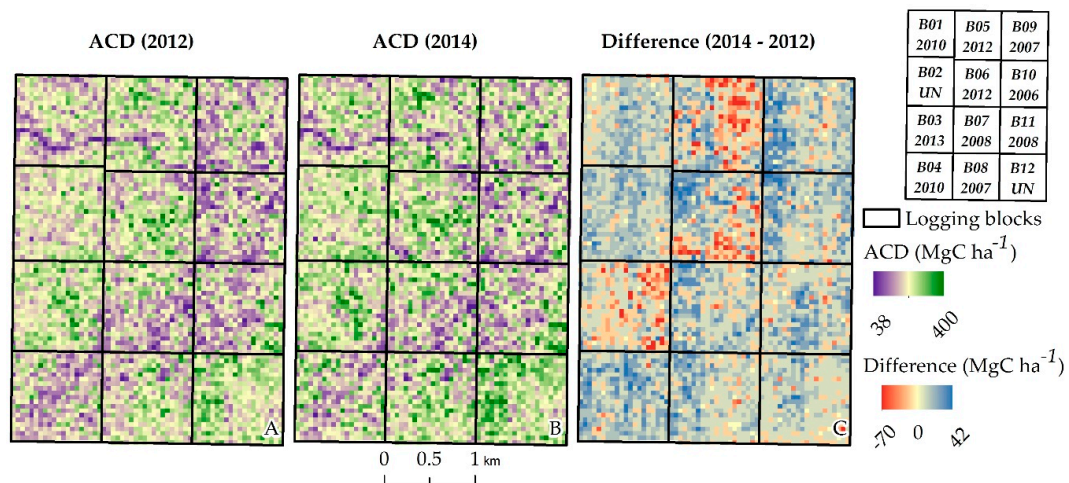 ACD (2012)
ACD (2014)
Difference (2014 - 2012)
A
B
C
0 0.5 1 km
B01 B05 B09
2010 2012 2007
B02 B06 B10
UN 2012 2006
B03 B07 B11
2013 2008 2008
B04 B08 B12
2010 2007 UN
Logging blocks
ACD (MgC ha-1)
38 400
Difference (MgC ha-1)
-70 0 42